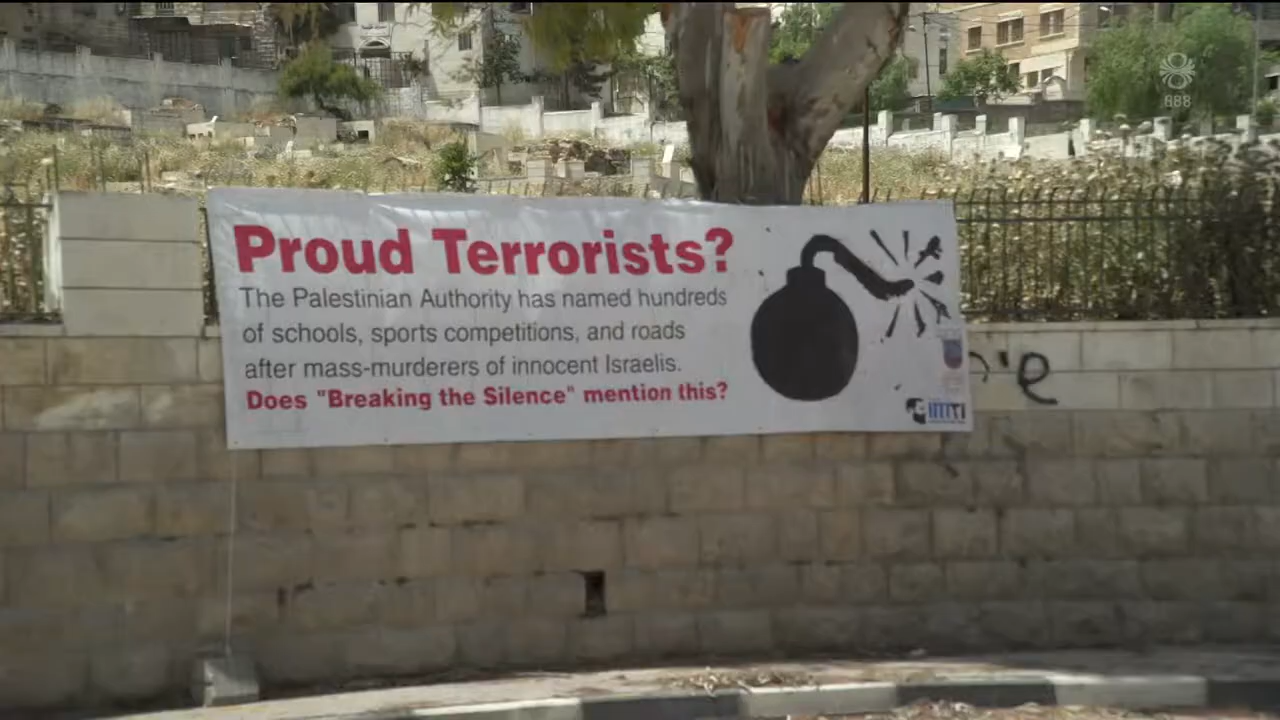 888
Proud Terrorists?
The Palestinian Authority has named hundreds
of schools, sports competitions, and roads
after mass-murderers of innocent Israelis.
Does "Breaking the Silence" mention this?